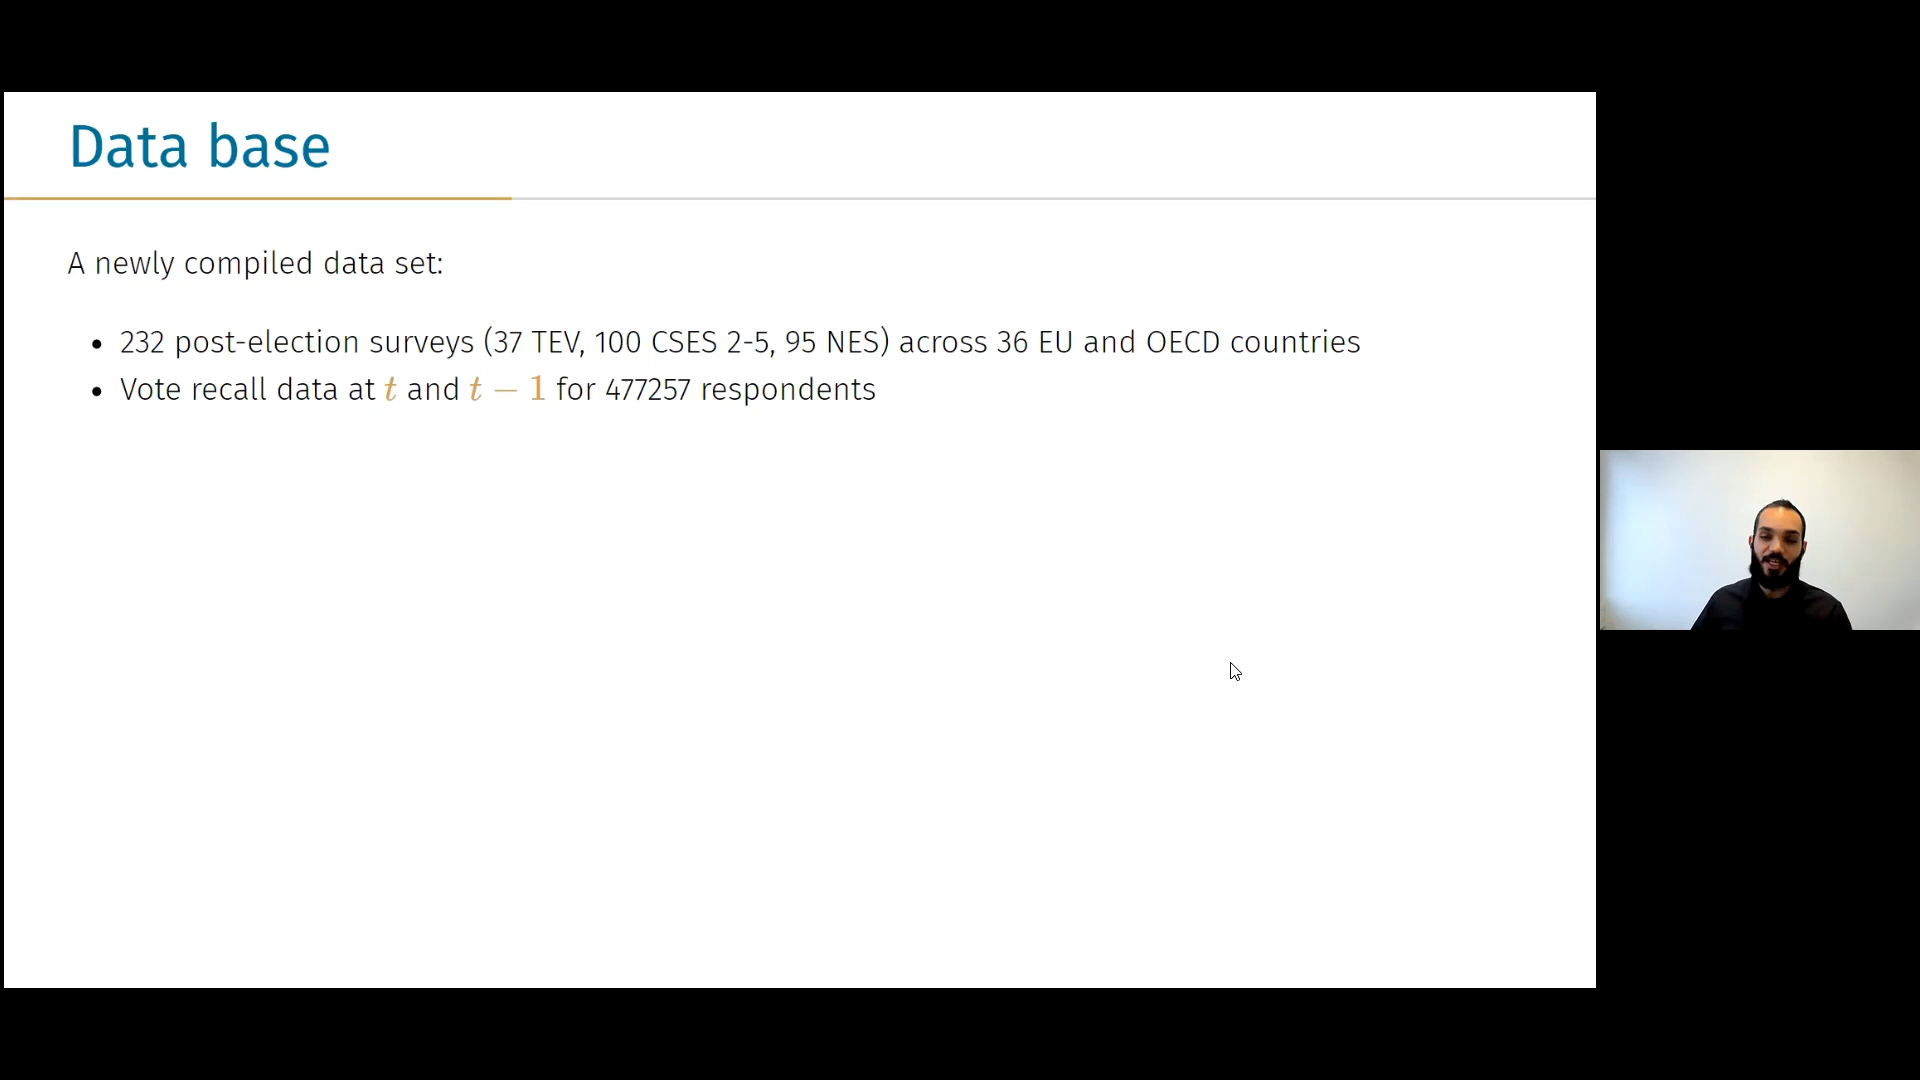 Data base
A newly compiled data set:
• 232 post-election surveys (37 TEV, 100 CSES 2-5, 95 NES) across 36 EU and OECD countries
• Vote recall data at t and t − 1 for 477257 respondents